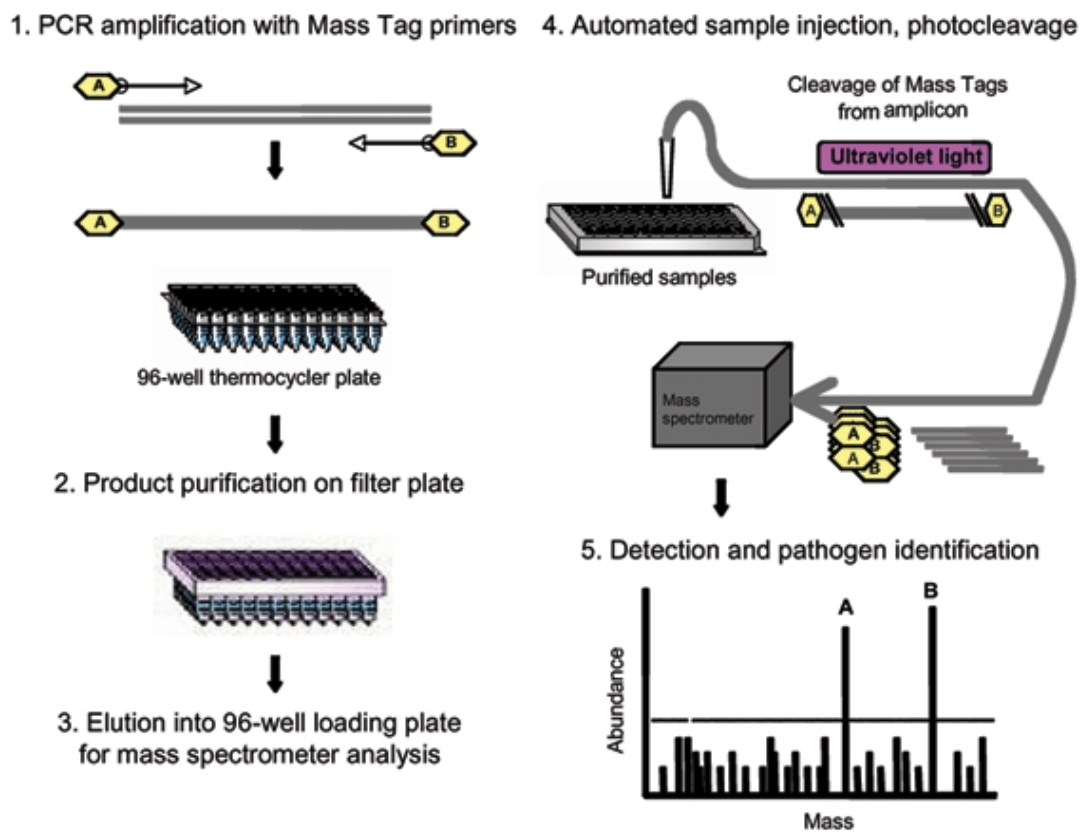 1. PCR amplification with Mass Tag primers
A
B
A
B
96-well thermocycler plate
2. Product purification on filter plate
3. Elution into 96-well loading plate
for mass spectrometer analysis
4. Automated sample injection, photocleavage
Cleavage of Mass Tags
from amplicon
Ultraviolet light
A
B
Purified samples
Mass
spectrometer
A
B
A
B
5. Detection and pathogen identification
A
B
Abundance
Mass